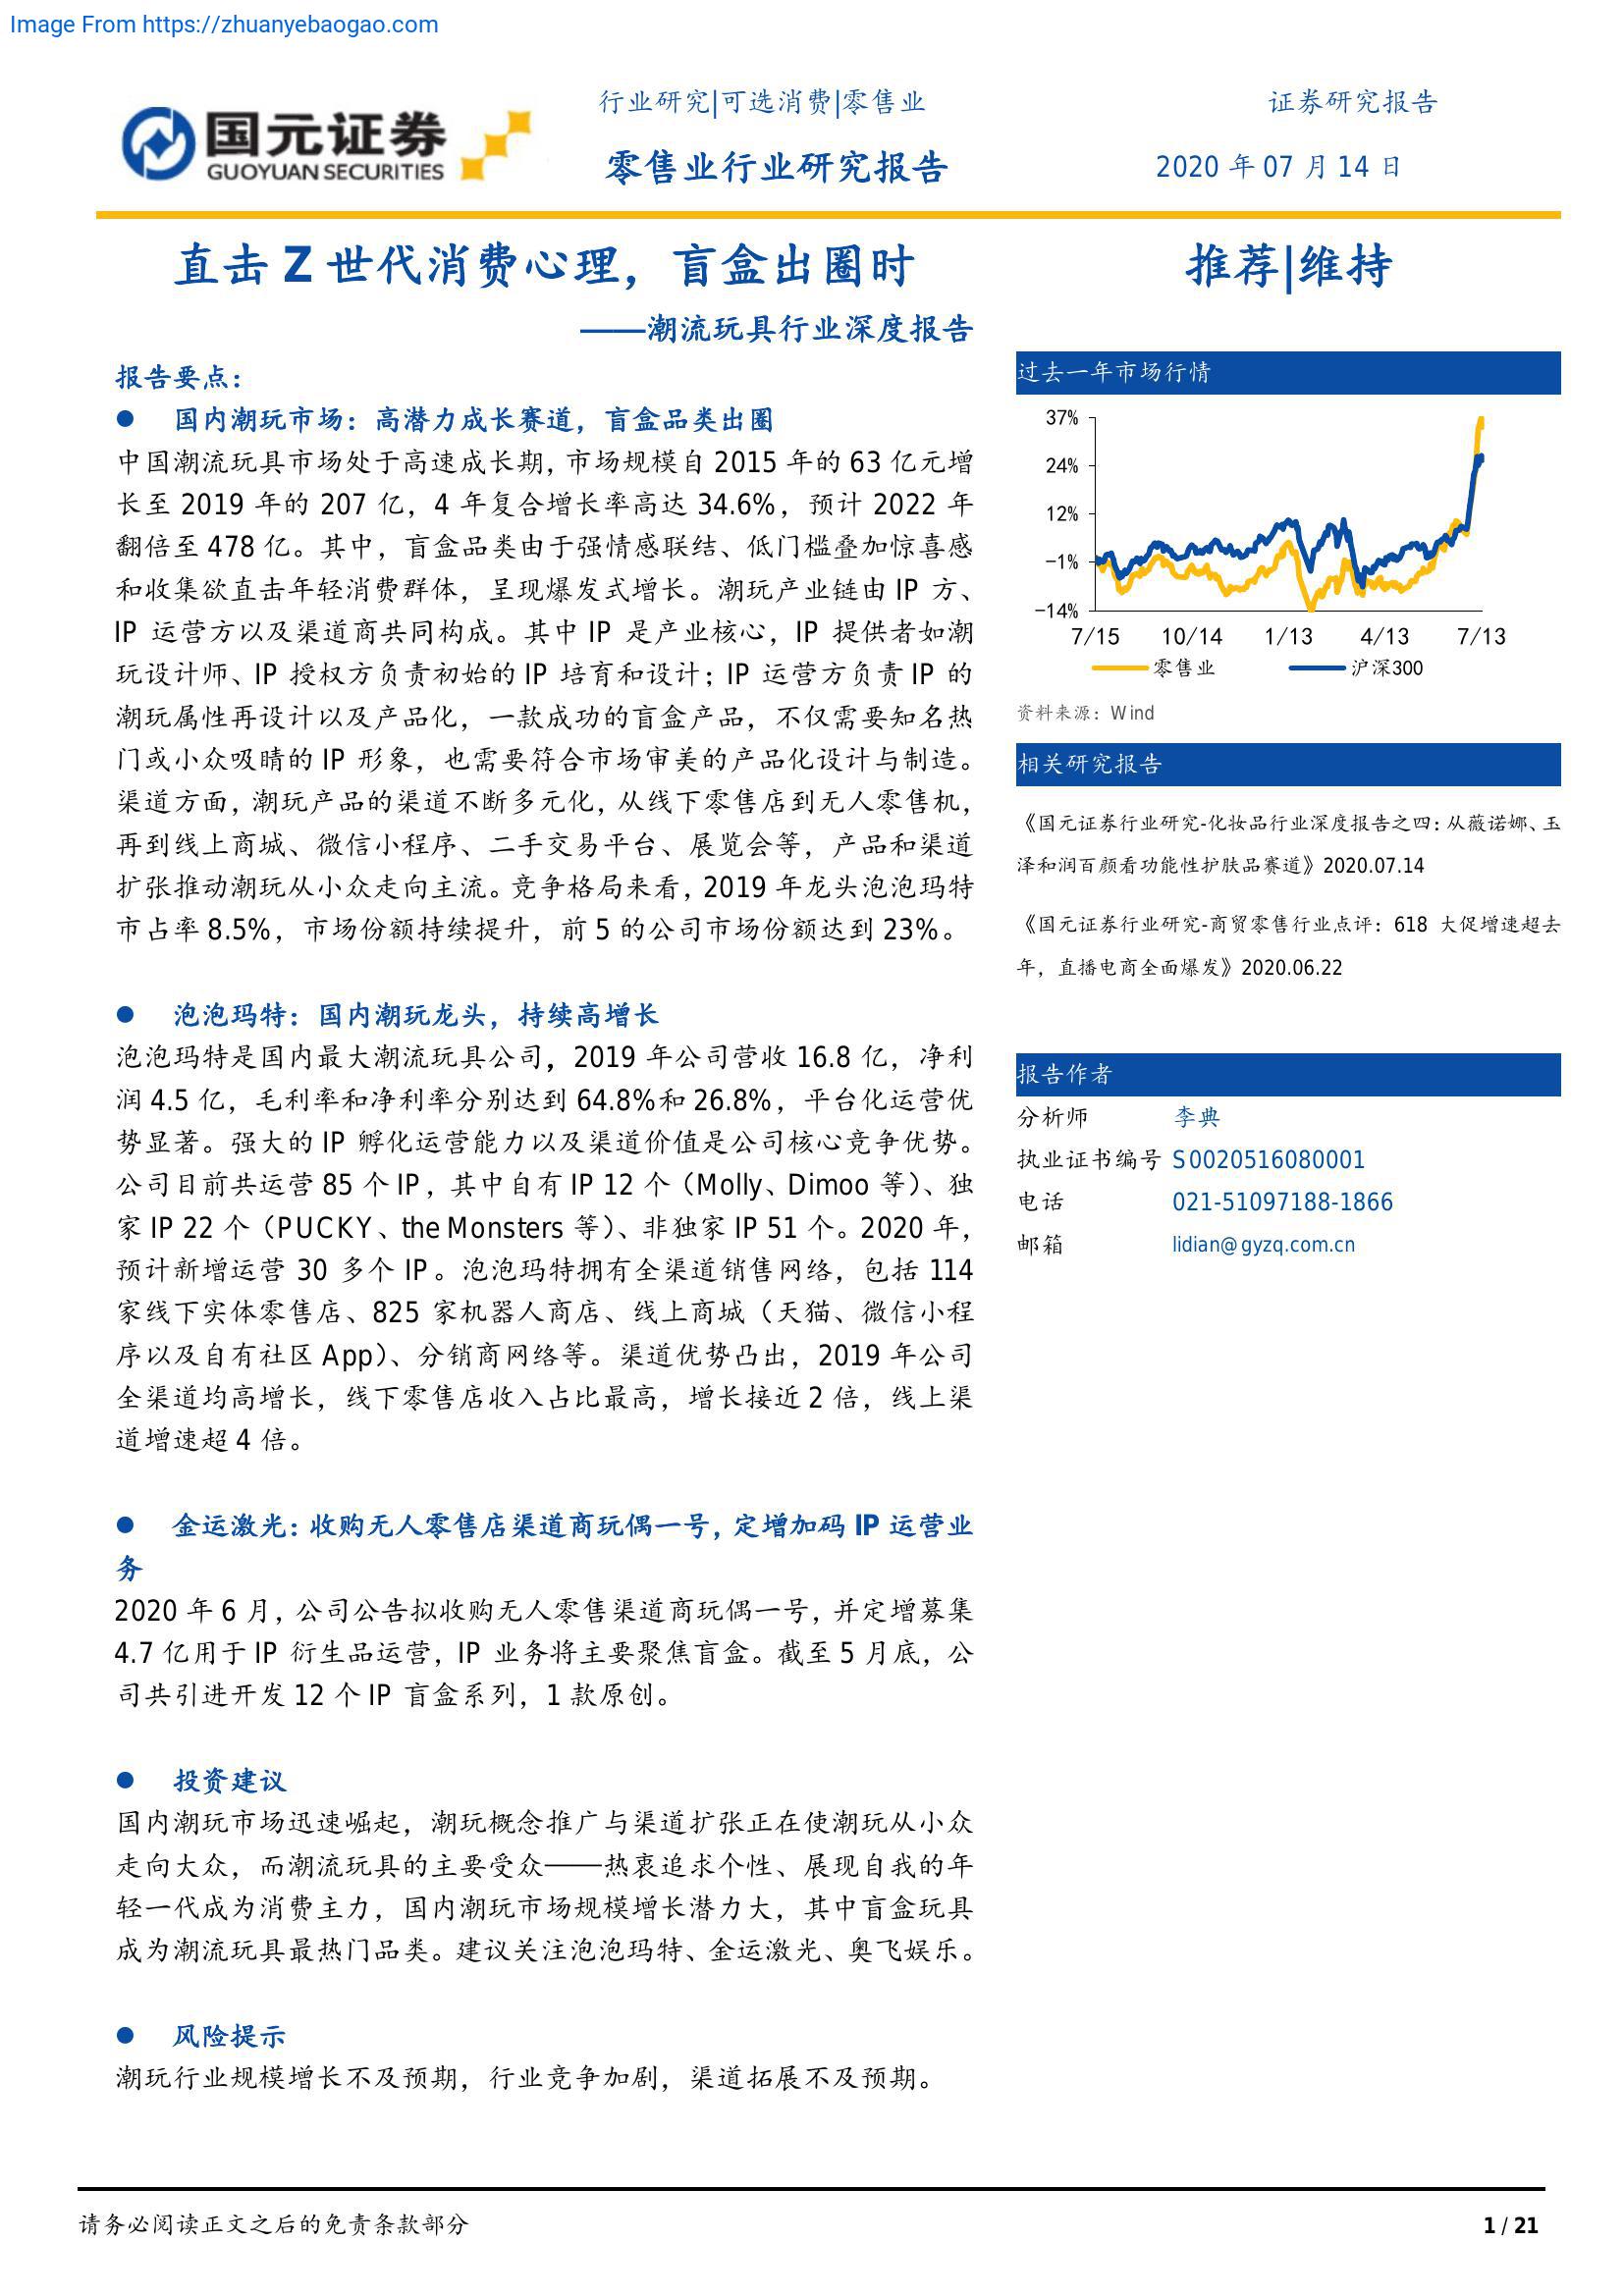 Image From https://zhuanyebaogao.com
国元证券
GUOYUAN SECURITIES
行业研究|可选消费|零售业
证券研究报告
零售业行业研究报告
2020 年 07 月 14 日
直击 Z 世代消费心理，盲盒出圈时
——潮流玩具行业深度报告
报告要点：
● 国内潮玩市场：高潜力成长赛道，盲盒品类出圈
中国潮流玩具市场处于高速成长期，市场规模自 2015 年的 63 亿元增
长至 2019 年的 207 亿，4 年复合增长率高达 34.6%，预计 2022 年
翻倍至 478 亿。其中，盲盒品类由于强情感联结、低门槛叠加惊喜感
和收集欲直击年轻消费群体，呈现爆发式增长。潮玩产业链由 IP 方、
IP 运营方以及渠道商共同构成。其中 IP 是产业核心，IP 提供者如潮
玩设计师、IP 授权方负责初始的 IP 培育和设计；IP 运营方负责 IP 的
潮玩属性再设计以及产品化，一款成功的盲盒产品，不仅需要知名热
门或小众吸睛的 IP 形象，也需要符合市场审美的产品化设计与制造。
渠道方面，潮玩产品的渠道不断多元化，从线下零售店到无人零售机，
再到线上商城、微信小程序、二手交易平台、展览会等，产品和渠道
扩张推动潮玩从小众走向主流。竞争格局来看，2019 年龙头泡泡玛特
市占率 8.5%，市场份额持续提升，前 5 的公司市场份额达到 23%。
● 泡泡玛特：国内潮玩龙头，持续高增长
泡泡玛特是国内最大潮流玩具公司，2019 年公司营收 16.8 亿，净利
润 4.5 亿，毛利率和净利率分别达到 64.8%和 26.8%，平台化运营优
势显著。强大的 IP 孵化运营能力以及渠道价值是公司核心竞争优势。
公司目前共运营 85 个 IP，其中自有 IP 12 个（Molly、Dimoo 等）、独
家 IP 22 个（PUCKY、the Monsters 等）、非独家 IP 51 个。2020 年，
预计新增运营 30 多个 IP。泡泡玛特拥有全渠道销售网络，包括 114
家线下实体零售店、825 家机器人商店、线上商城（天猫、微信小程
序以及自有社区 App）、分销商网络等。渠道优势凸出，2019 年公司
全渠道均高增长，线下零售店收入占比最高，增长接近 2 倍，线上渠
道增速超 4 倍。
● 金运激光：收购无人零售店渠道商玩偶一号，定增加码 IP 运营业
务
2020 年 6 月，公司公告拟收购无人零售渠道商玩偶一号，并定增募集
4.7 亿用于 IP 衍生品运营，IP 业务将主要聚焦盲盒。截至 5 月底，公
司共引进开发 12 个 IP 盲盒系列，1 款原创。
● 投资建议
国内潮玩市场迅速崛起，潮玩概念推广与渠道扩张正在使潮玩从小众
走向大众，而潮流玩具的主要受众——热衷追求个性、展现自我的年
轻一代成为消费主力，国内潮玩市场规模增长潜力大，其中盲盒玩具
成为潮流玩具最热门品类。建议关注泡泡玛特、金运激光、奥飞娱乐。
● 风险提示
潮玩行业规模增长不及预期，行业竞争加剧，渠道拓展不及预期。
推荐|维持
过去一年市场行情
37%
24%
12%
-1%
-14%
7/15 10/14 1/13 4/13 7/13
零售业 沪深300
资料来源：Wind
相关研究报告
《国元证券行业研究-化妆品行业深度报告之四：从薇诺娜、玉
泽和润百颜看功能性护肤品赛道》2020.07.14
《国元证券行业研究-商贸零售行业点评：618 大促增速超去
年，直播电商全面爆发》2020.06.22
报告作者
分析师 李典
执业证书编号 S0020516080001
电话 021-51097188-1866
邮箱 lidian@gyzq.com.cn
请务必阅读正文之后的免责条款部分
1 / 21